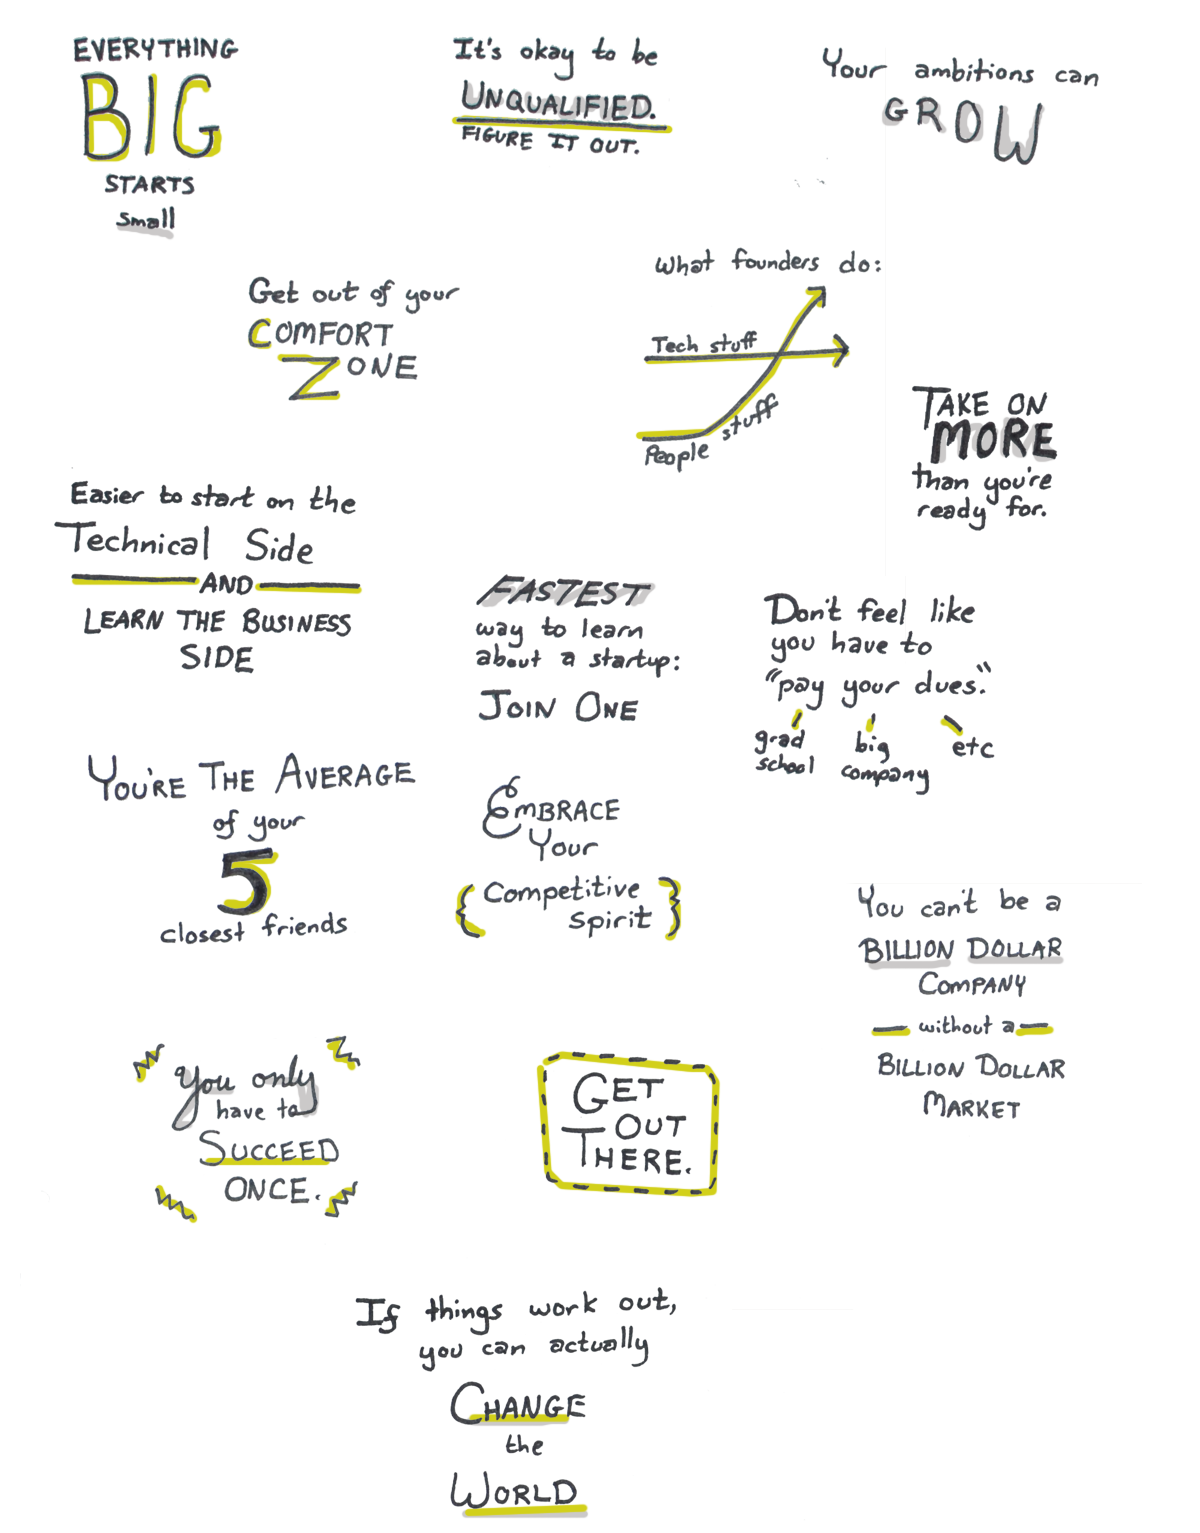 EVERYTHING
BIG
STARTS
small
It's okay to be
UNQUALIFIED.
FIGURE IT OUT.
Your ambitions can
GROW
Get out of your
COMFORT
ZONE
What founders do:
Tech stuff
People stuff
TAKE ON
MORE
than you're
ready for.
Easier to start on the
Technical Side
AND
LEARN THE BUSINESS
SIDE
FASTEST
way to learn
about a startup:
JOIN ONE
Don't feel like
you have to
"pay your dues."
grad
school
big
company
etc
YOU'RE THE AVERAGE
of your
5
closest friends
EMBRACE
Your
{Competitive
Spirit}
You can't be a
BILLION DOLLAR
COMPANY
without a
BILLION DOLLAR
MARKET
You only
have to
SUCCEED
ONCE.
GET
OUT
THERE.
If things work out,
you can actually
CHANGE
the
WORLD